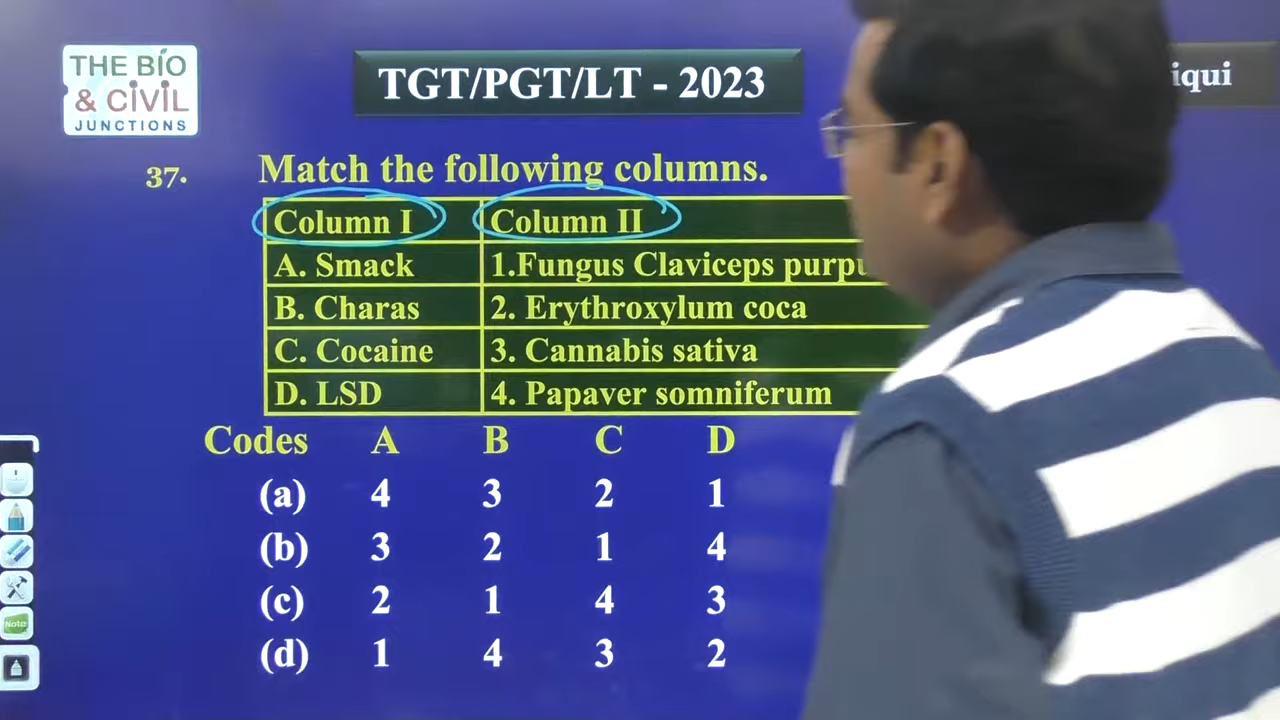 THE BIO
& CIVIL
JUNCTIONS
TGT/PGT/LT - 2023
37. Match the following columns.
Column I Column II
A. Smack 1.Fungus Claviceps
B. Charas 2. Erythroxylum coca
C. Cocaine 3. Cannabis sativa
D. LSD 4. Papaver somniferum
Codes A B C D
(a) 4 3 2 1
(b) 3 2 1 4
(c) 2 1 4 3
(d) 1 4 3 2
Note